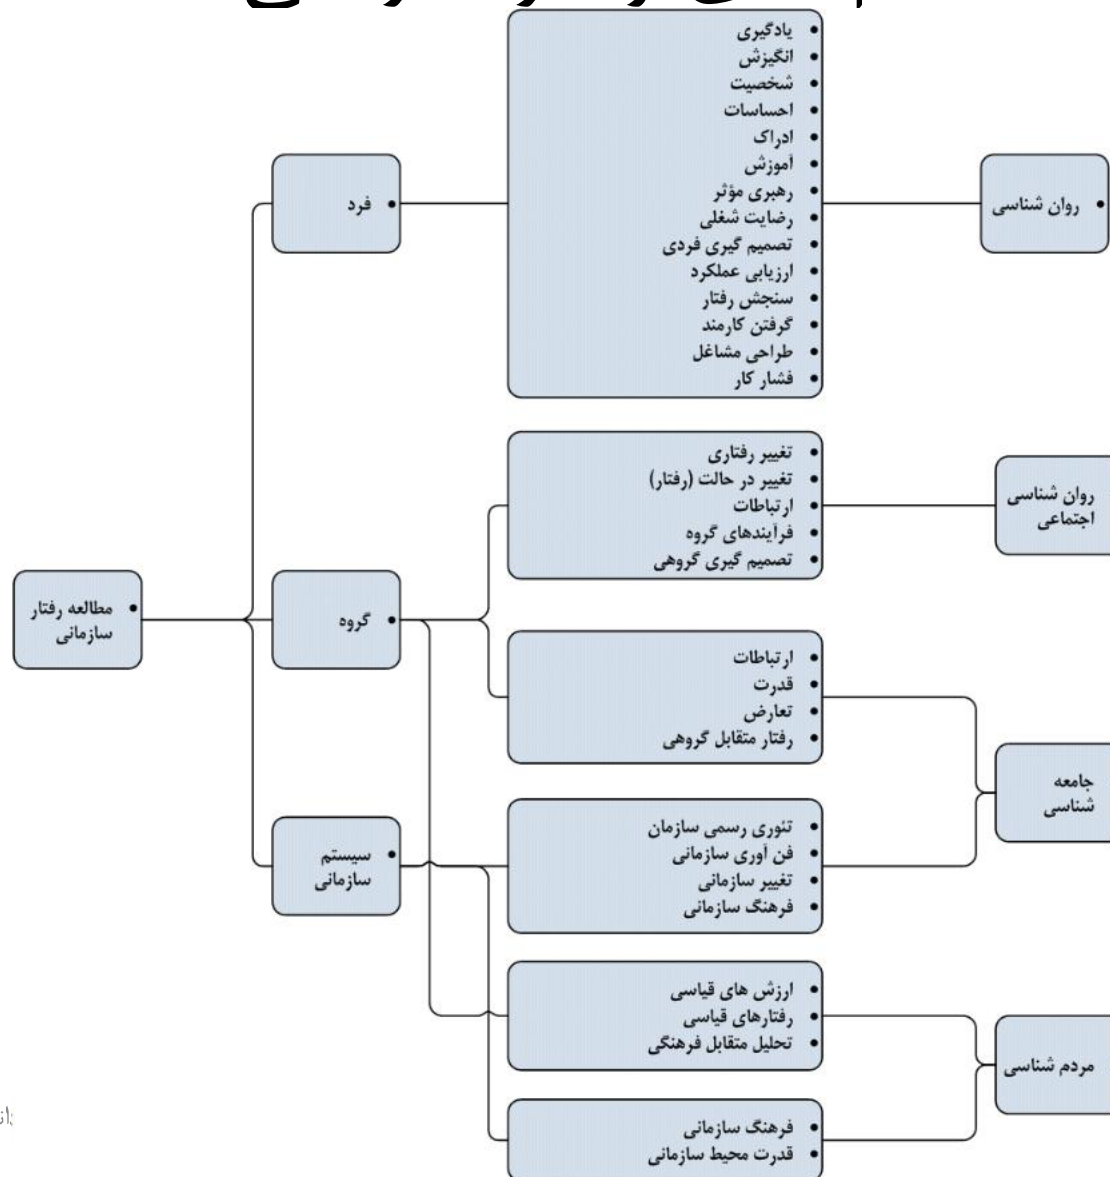 روان شناسی
یادگیری
انگیزش
شخصیت
احساسات
ادراک
آموزش
رهبری مؤثر
رضایت شغلی
تصمیم گیری فردی
ارزیابی عملکرد
سنجش رفتار
گرفتن کارمند
طراحی مشاغل
فشار کار
فرد
روان شناسی
اجتماعی
تغییر رفتاری
تغییر در حالت (رفتار)
ارتباطات
فرآیندهای گروه
تصمیم گیری گروهی
گروه
مطالعه رفتار
سازمانی
جامعه
شناسی
ارتباطات
قدرت
تعارض
رفتار متقابل گروهی
تئوری رسمی سازمان
فن آوری سازمانی
تغییر سازمانی
فرهنگ سازمانی
سیستم
سازمانی
مردم شناسی
ارزش های قیاسی
رفتارهای قیاسی
تحلیل متقابل فرهنگی
فرهنگ سازمانی
قدرت محیط سازمانی